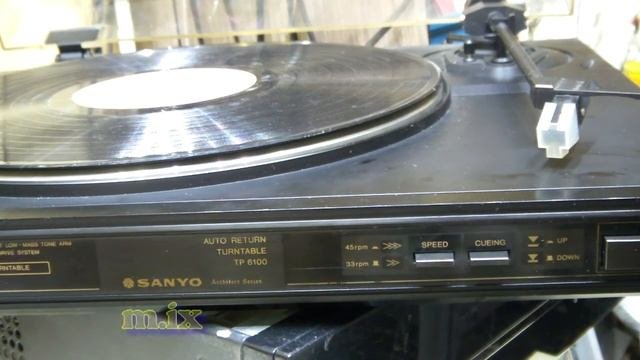 LOW-MASS TONE ARM
DRIVE SYSTEM
TURNTABLE
AUTO RETURN
TURNTABLE
TP 6100
SANYO
45rpm
33rpm
SPEED
CUEING
UP
DOWN
m.ix